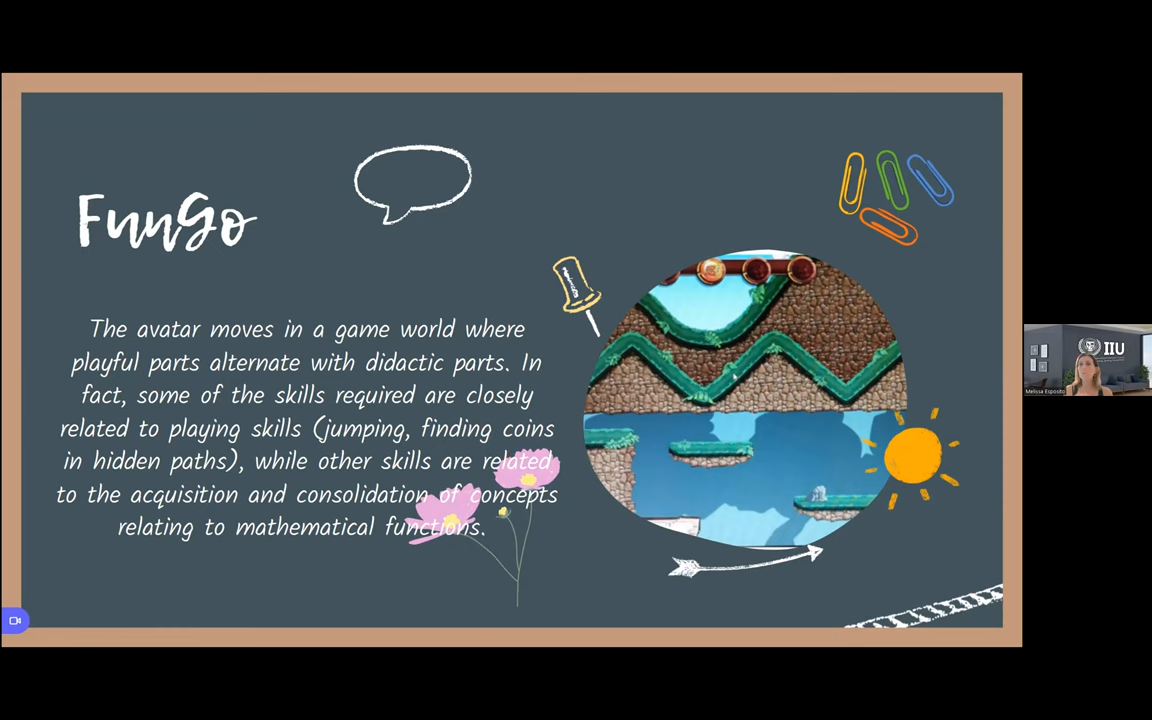 FunGo
The avatar moves in a game world where
playful parts alternate with didactic parts. In
fact, some of the skills required are closely
related to playing skills (jumping, finding coins
in hidden paths), while other skills are related
to the acquisition and consolidation of concepts
relating to mathematical functions.
IIU
Melissa Esposito